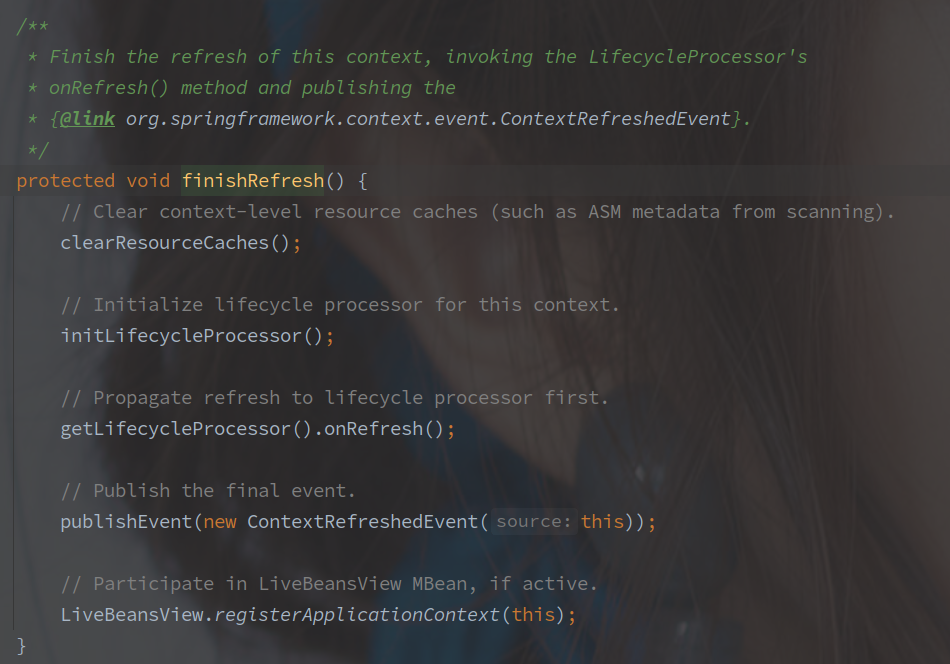 /**
* Finish the refresh of this context, invoking the LifecycleProcessor's
* onRefresh() method and publishing the
* {@link org.springframework.context.event.ContextRefreshedEvent}.
*/
protected void finishRefresh() {
// Clear context-level resource caches (such as ASM metadata from scanning).
clearResourceCaches();
// Initialize lifecycle processor for this context.
initLifecycleProcessor();
// Propagate refresh to lifecycle processor first.
getLifecycleProcessor().onRefresh();
// Publish the final event.
publishEvent(new ContextRefreshedEvent( source: this));
// Participate in LiveBeansView MBean, if active.
LiveBeansView.registerApplicationContext(this);
}